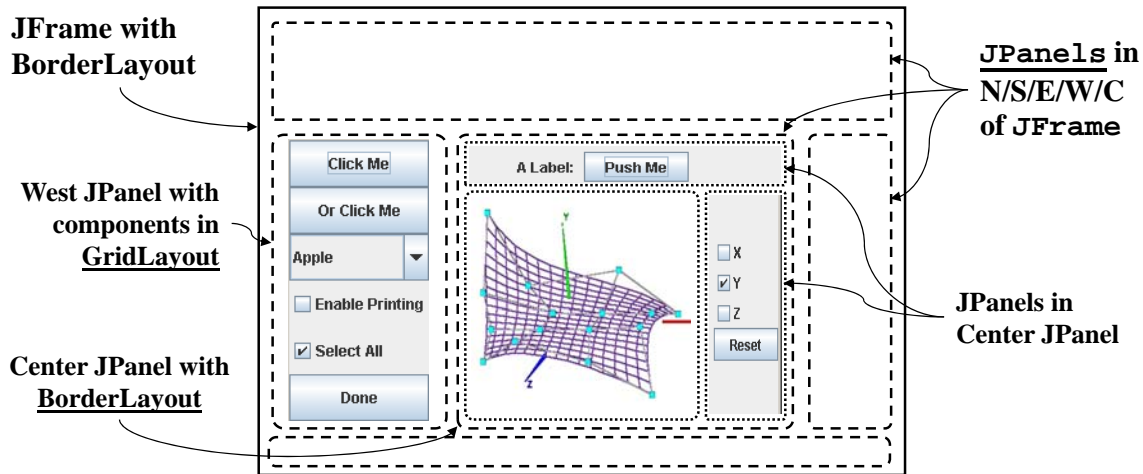 JFrame with
BorderLayout
JPanels in
N/S/E/W/C
of JFrame
West JPanel with
components in
GridLayout
Click Me
Or Click Me
Apple
Enable Printing
Select All
Done
A Label:
Push Me
Y
Z
X
Y
Z
Reset
JPanels in
Center JPanel
Center JPanel with
BorderLayout